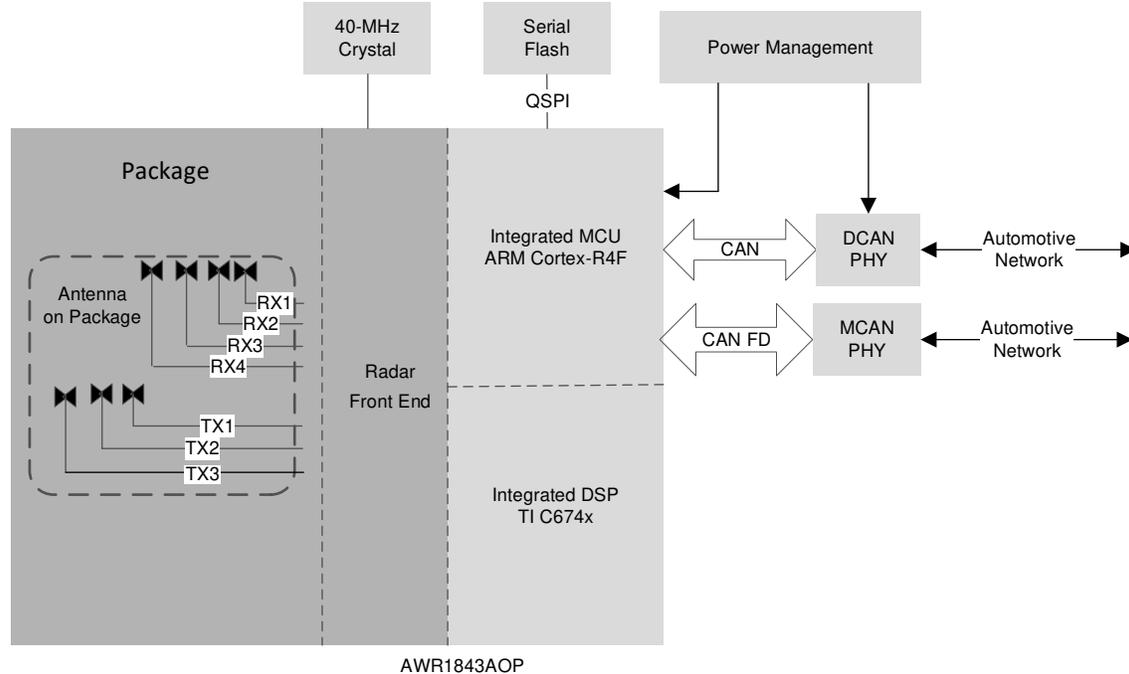 40-MHz
Crystal
Serial
Flash
Power Management
QSPI
Package
Integrated MCU
ARM Cortex-R4F
CAN
DCAN
PHY
Automotive
Network
Antenna
on Package
RX1
RX2
RX3
RX4
CAN FD
MCAN
PHY
Automotive
Network
Radar
Front End
TX1
TX2
TX3
Integrated DSP
TI C674x
AWR1843AOP